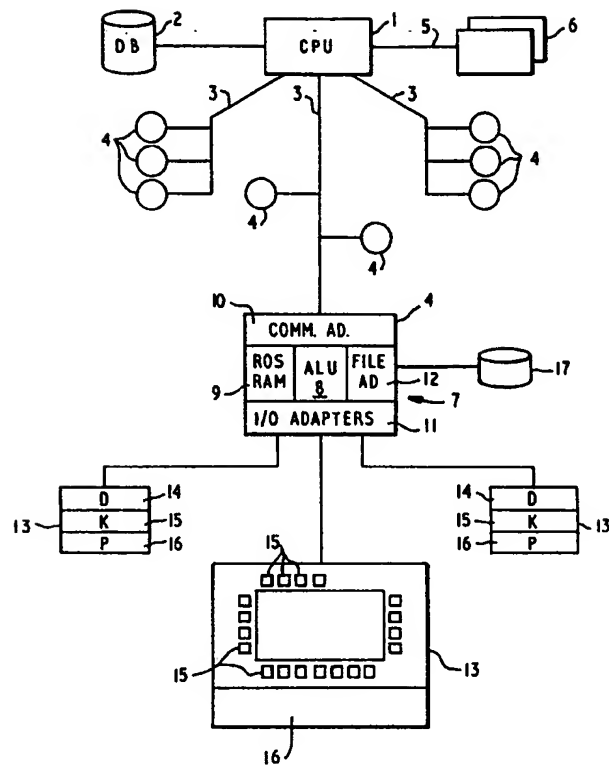 2 1 5 6
DB CPU
3 3 3
4 4
4
4
10 4
COMM. AD.
ROS RAM ALU 8 FILE AD
9 12 17
7
I/O ADAPTERS 11
D 14 14 D
13 K 15 15 K 13
P 16 16 P
15
15 13
16